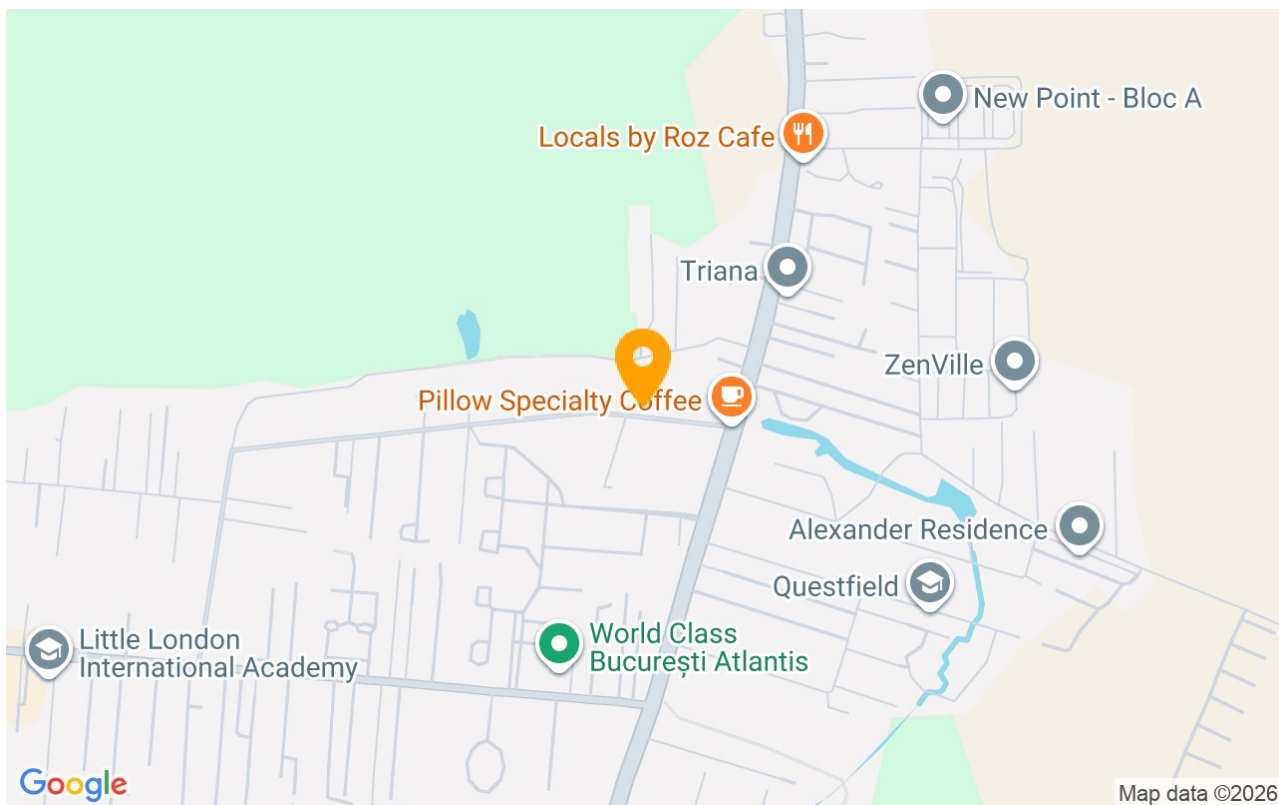 New Point - Bloc A
Locals by Roz Cafe
Triana
ZenVille
Pillow Specialty Coffee
Alexander Residence
Questfield
World Class
București Atlantis
Little London
International Academy
Google
Map data ©2026